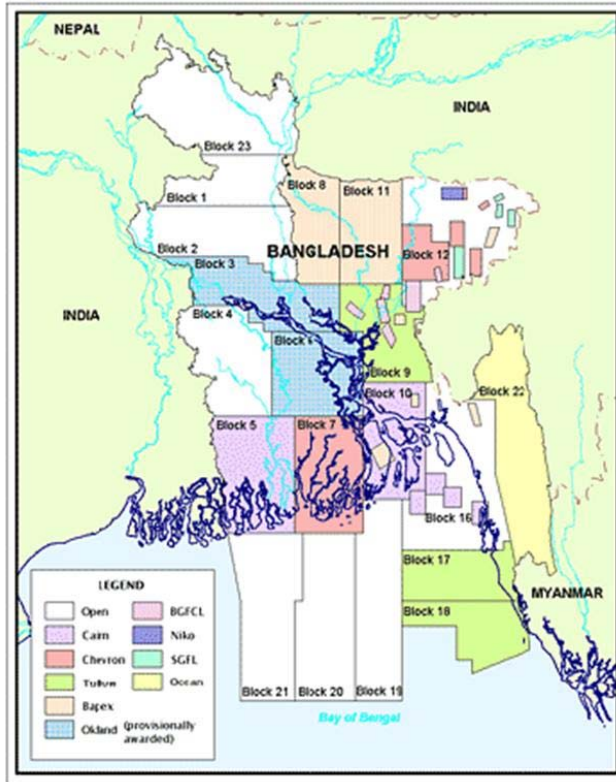 NEPAL
INDIA
Block 23
Block 8
Block 11
Block 1
BANGLADESH
Block 12
Block 2
Block 3
INDIA
Block 4
Block 9
Block 22
Block 10
Block 5
Block 7
Block 16
Block 17
MYANMAR
Block 18
Block 21
Block 20
Block 19
Bay of Bengal
LEGEND
Open
BGFCL
Cairn
Niko
Chevron
SGFL
Tullow
Ocean
Bapex
Okland (provisionally
awarded)